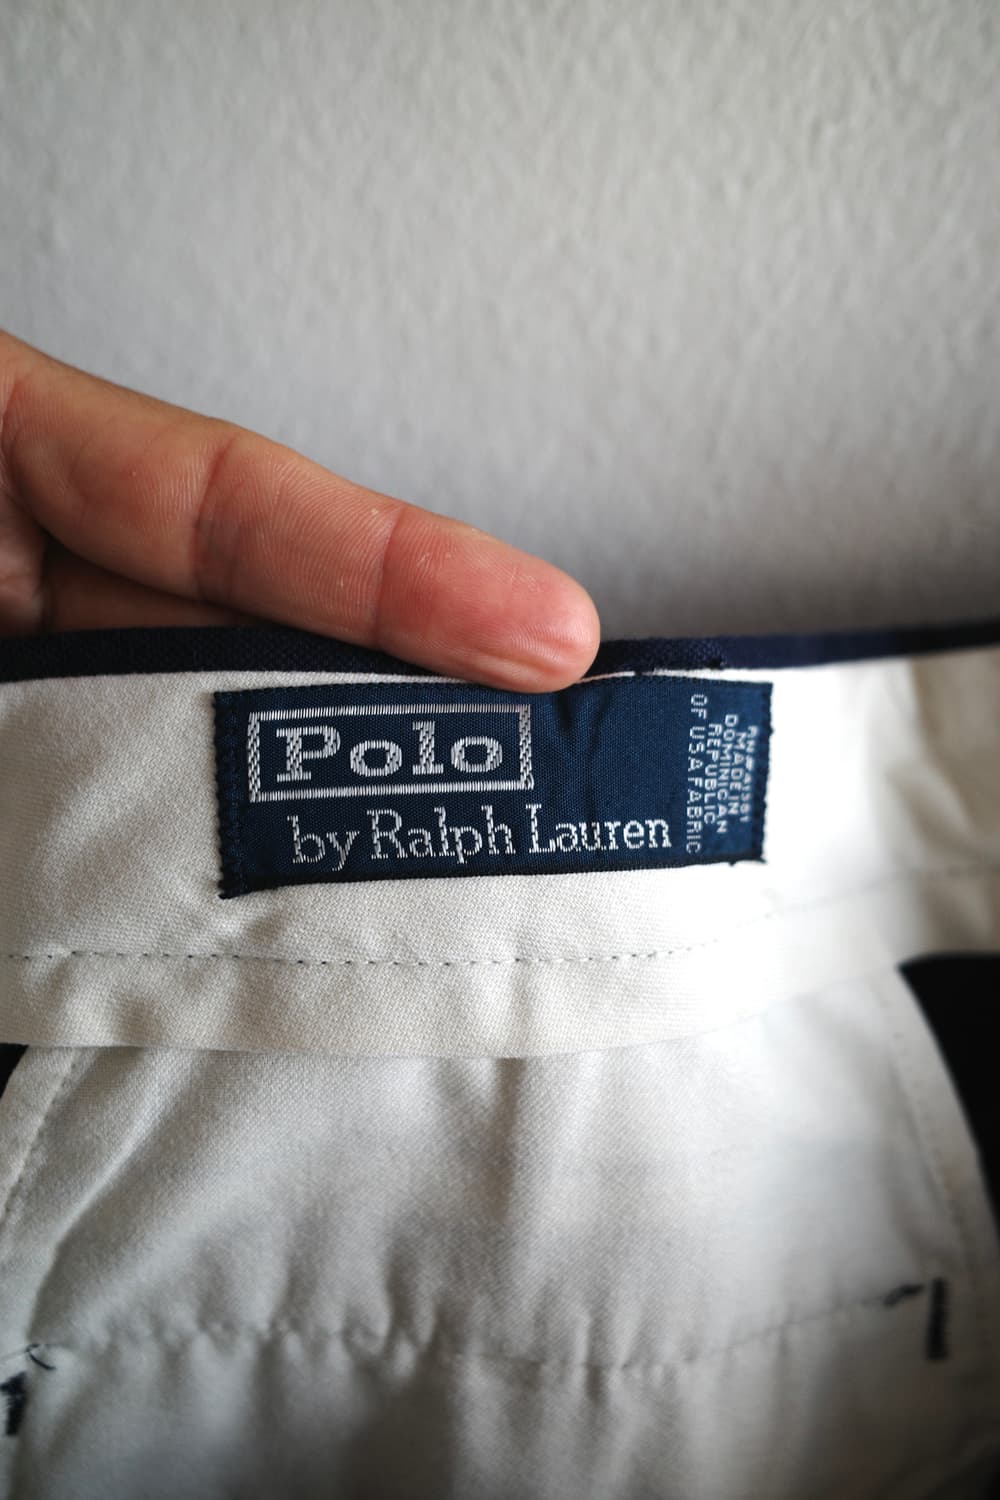 Polo
by Ralph Lauren
MADE IN
DOMINICAN
REPUBLIC
OF USA FABRIC